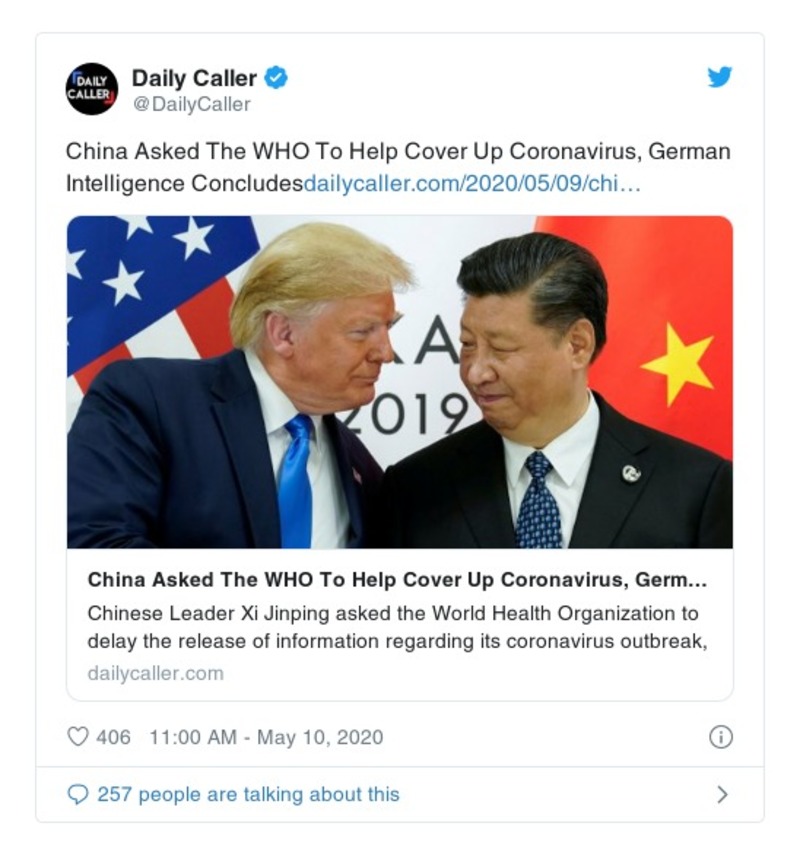 DAILY
CALLER
Daily Caller
@DailyCaller
China Asked The WHO To Help Cover Up Coronavirus, German
Intelligence Concludesdailycaller.com/2020/05/09/chi…
KA
2019
China Asked The WHO To Help Cover Up Coronavirus, Germ...
Chinese Leader Xi Jinping asked the World Health Organization to
delay the release of information regarding its coronavirus outbreak,
dailycaller.com
406 11:00 AM - May 10, 2020
257 people are talking about this